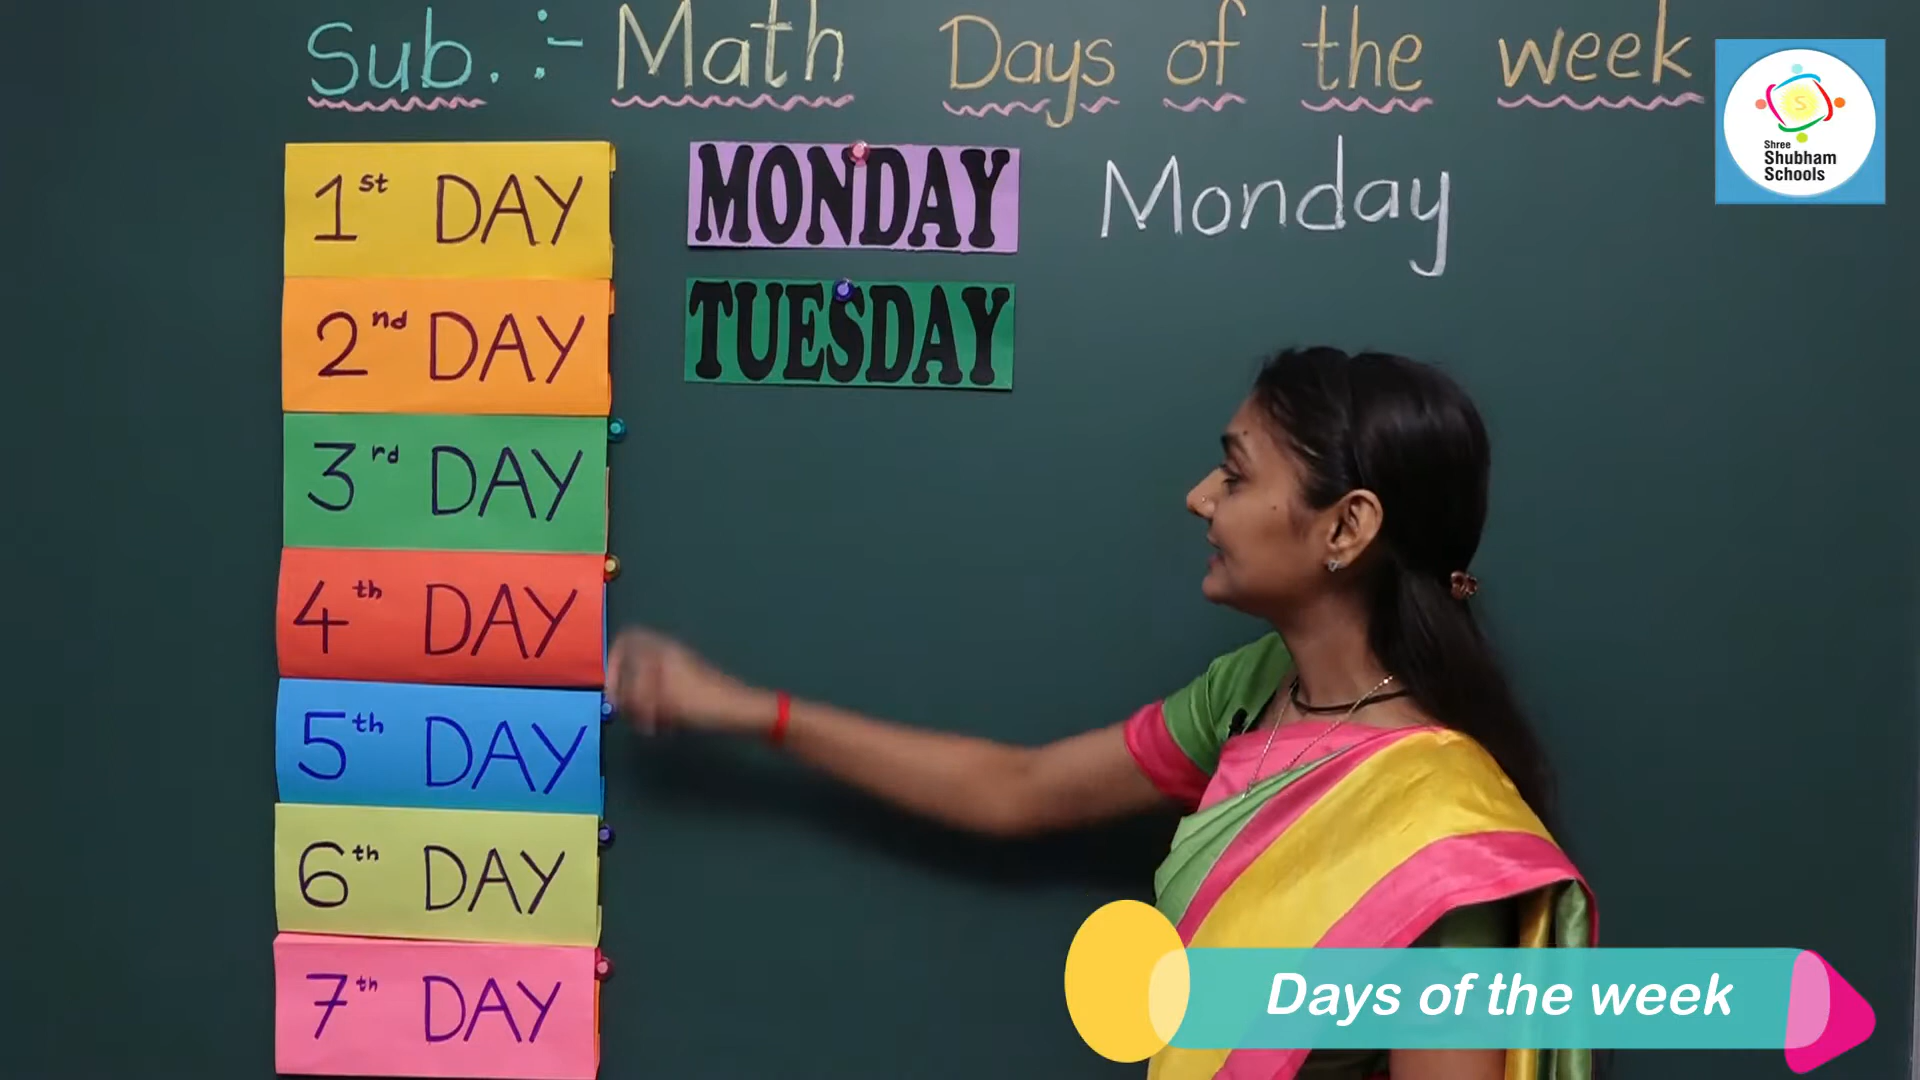 Sub. :- Math Days of the week
Shree
Shubham
Schools
1st DAY MONDAY Monday
2nd DAY TUESDAY
3rd DAY
4th DAY
5th DAY
6th DAY
7th DAY
Days of the week